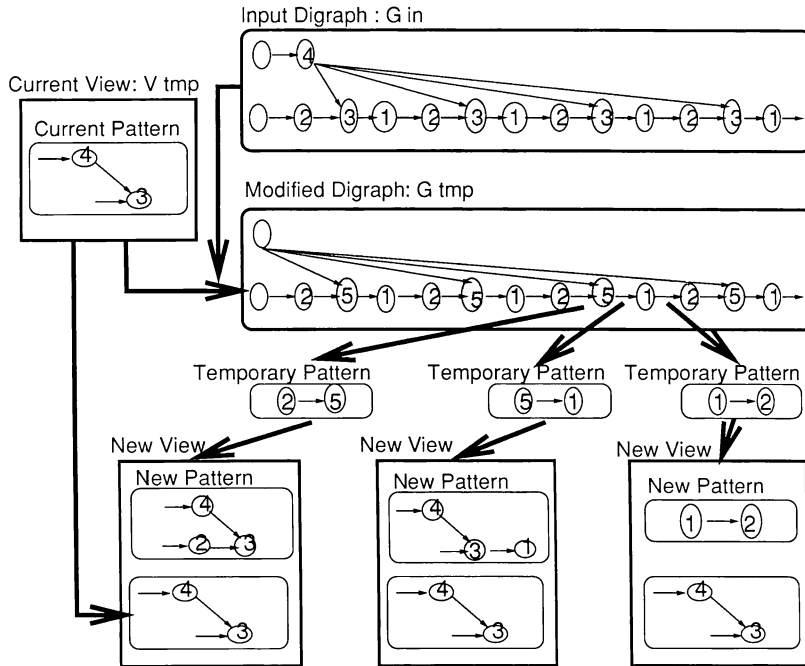 Input Digraph : G in
4
2 3 1 2 3 1 2 3 1 2 3 1
Current View: V tmp
Current Pattern
4
3
Modified Digraph: G tmp
2 5 1 2 5 1 2 5 1 2 5 1
Temporary Pattern
2 5
Temporary Pattern
5 1
Temporary Pattern
1 2
New View
New Pattern
4
2 3
4
3
New View
New Pattern
4
3 1
4
3
New View
New Pattern
1 2
4
3